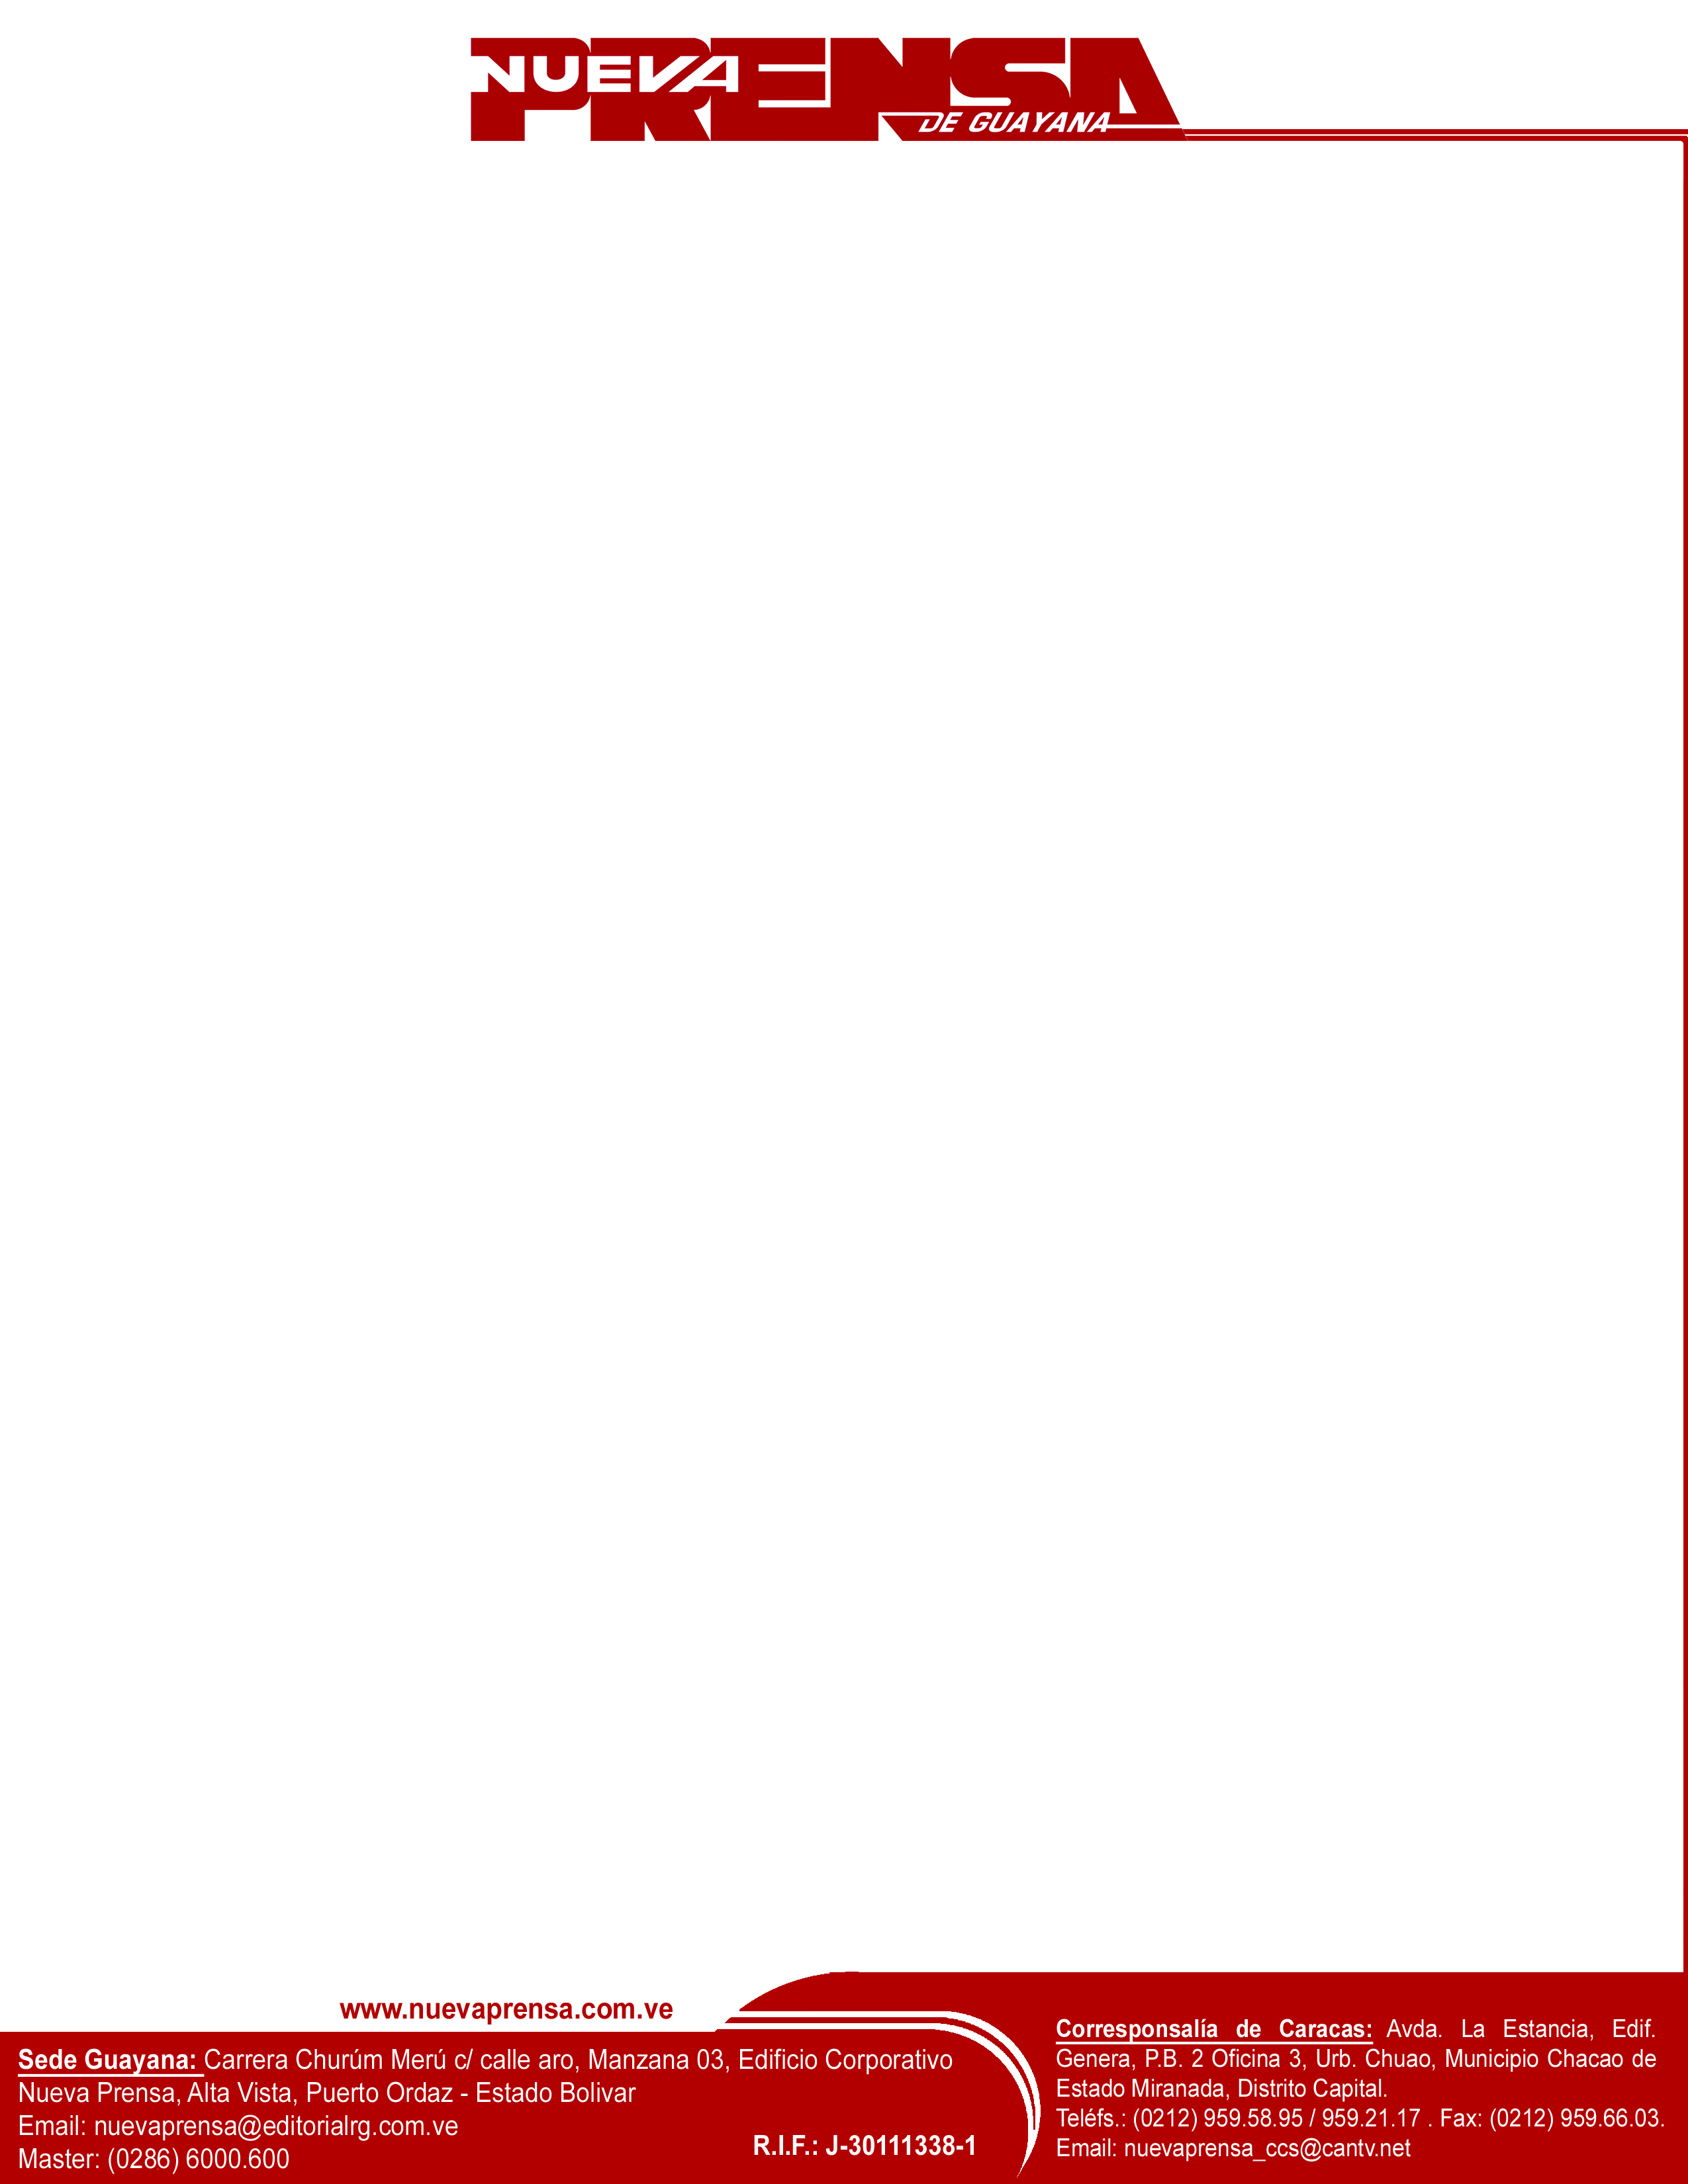 NUEVA
PRENSA
DE GUAYANA
www.nuevaprensa.com.ve
Sede Guayana: Carrera Churúm Merú c/ calle aro, Manzana 03, Edificio Corporativo
Nueva Prensa, Alta Vista, Puerto Ordaz - Estado Bolivar
Email: nuevaprensa@editorialrg.com.ve
Master: (0286) 6000.600
R.I.F.: J-30111338-1
Corresponsalía de Caracas: Avda. La Estancia, Edif.
Genera, P.B. 2 Oficina 3, Urb. Chuao, Municipio Chacao de
Estado Miranada, Distrito Capital.
Teléfs.: (0212) 959.58.95 / 959.21.17 . Fax: (0212) 959.66.03.
Email: nuevaprensa_ccs@cantv.net